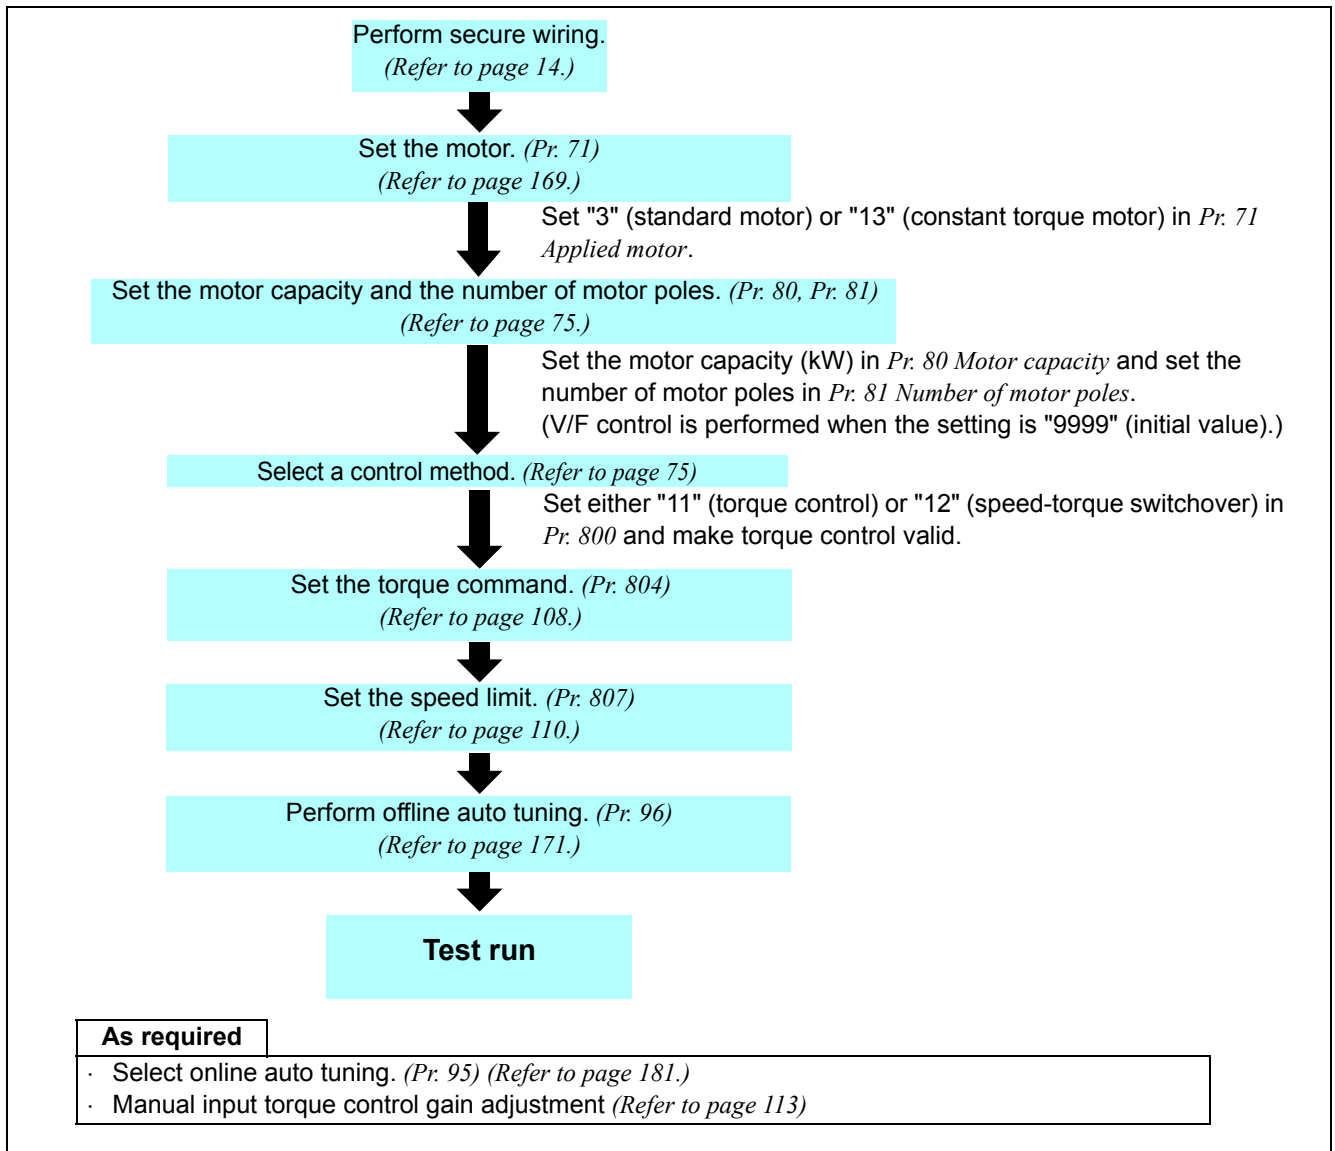 Perform secure wiring.
(Refer to page 14.)
Set the motor. (Pr. 71)
(Refer to page 169.)
Set "3" (standard motor) or "13" (constant torque motor) in Pr. 71
Applied motor.
Set the motor capacity and the number of motor poles. (Pr. 80, Pr. 81)
(Refer to page 75.)
Set the motor capacity (kW) in Pr. 80 Motor capacity and set the
number of motor poles in Pr. 81 Number of motor poles.
(V/F control is performed when the setting is "9999" (initial value).)
Select a control method. (Refer to page 75)
Set either "11" (torque control) or "12" (speed-torque switchover) in
Pr. 800 and make torque control valid.
Set the torque command. (Pr. 804)
(Refer to page 108.)
Set the speed limit. (Pr. 807)
(Refer to page 110.)
Perform offline auto tuning. (Pr. 96)
(Refer to page 171.)
Test run
As required
· Select online auto tuning. (Pr. 95) (Refer to page 181.)
· Manual input torque control gain adjustment (Refer to page 113)